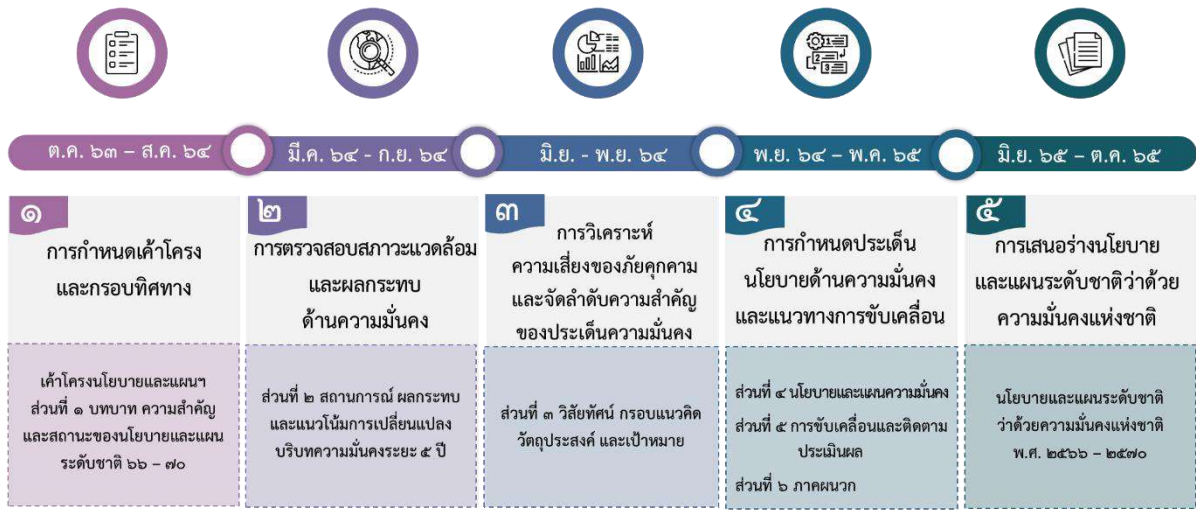 ต.ค. ๖๓ – ส.ค. ๖๔
มี.ค. ๖๔ - ก.ย. ๖๔
มิ.ย. - พ.ย. ๖๔
พ.ย. ๖๔ – พ.ค. ๖๕
มิ.ย. ๖๕ – ต.ค. ๖๕
๑
การกำหนดเค้าโครง
และกรอบทิศทาง
เค้าโครงนโยบายและแผนฯ
ส่วนที่ ๑ บทบาท ความสำคัญ
และสถานะของนโยบายและแผน
ระดับชาติ ๖๖ – ๗๐
๒
การตรวจสอบสภาวะแวดล้อม
และผลกระทบ
ด้านความมั่นคง
ส่วนที่ ๒ สถานการณ์ ผลกระทบ
และแนวโน้มการเปลี่ยนแปลง
บริบทความมั่นคงระยะ ๕ ปี
๓
การวิเคราะห์
ความเสี่ยงของภัยคุกคาม
และจัดลำดับความสำคัญ
ของประเด็นความมั่นคง
ส่วนที่ ๓ วิสัยทัศน์ กรอบแนวคิด
วัตถุประสงค์ และเป้าหมาย
๔
การกำหนดประเด็น
นโยบายด้านความมั่นคง
และแนวทางการขับเคลื่อน
ส่วนที่ ๔ นโยบายและแผนความมั่นคง
ส่วนที่ ๕ การขับเคลื่อนและติดตาม
ประเมินผล
ส่วนที่ ๖ ภาคผนวก
๕
การเสนอร่างนโยบาย
และแผนระดับชาติว่าด้วย
ความมั่นคงแห่งชาติ
นโยบายและแผนระดับชาติ
ว่าด้วยความมั่นคงแห่งชาติ
พ.ศ. ๒๕๖๖ – ๒๕๗๐